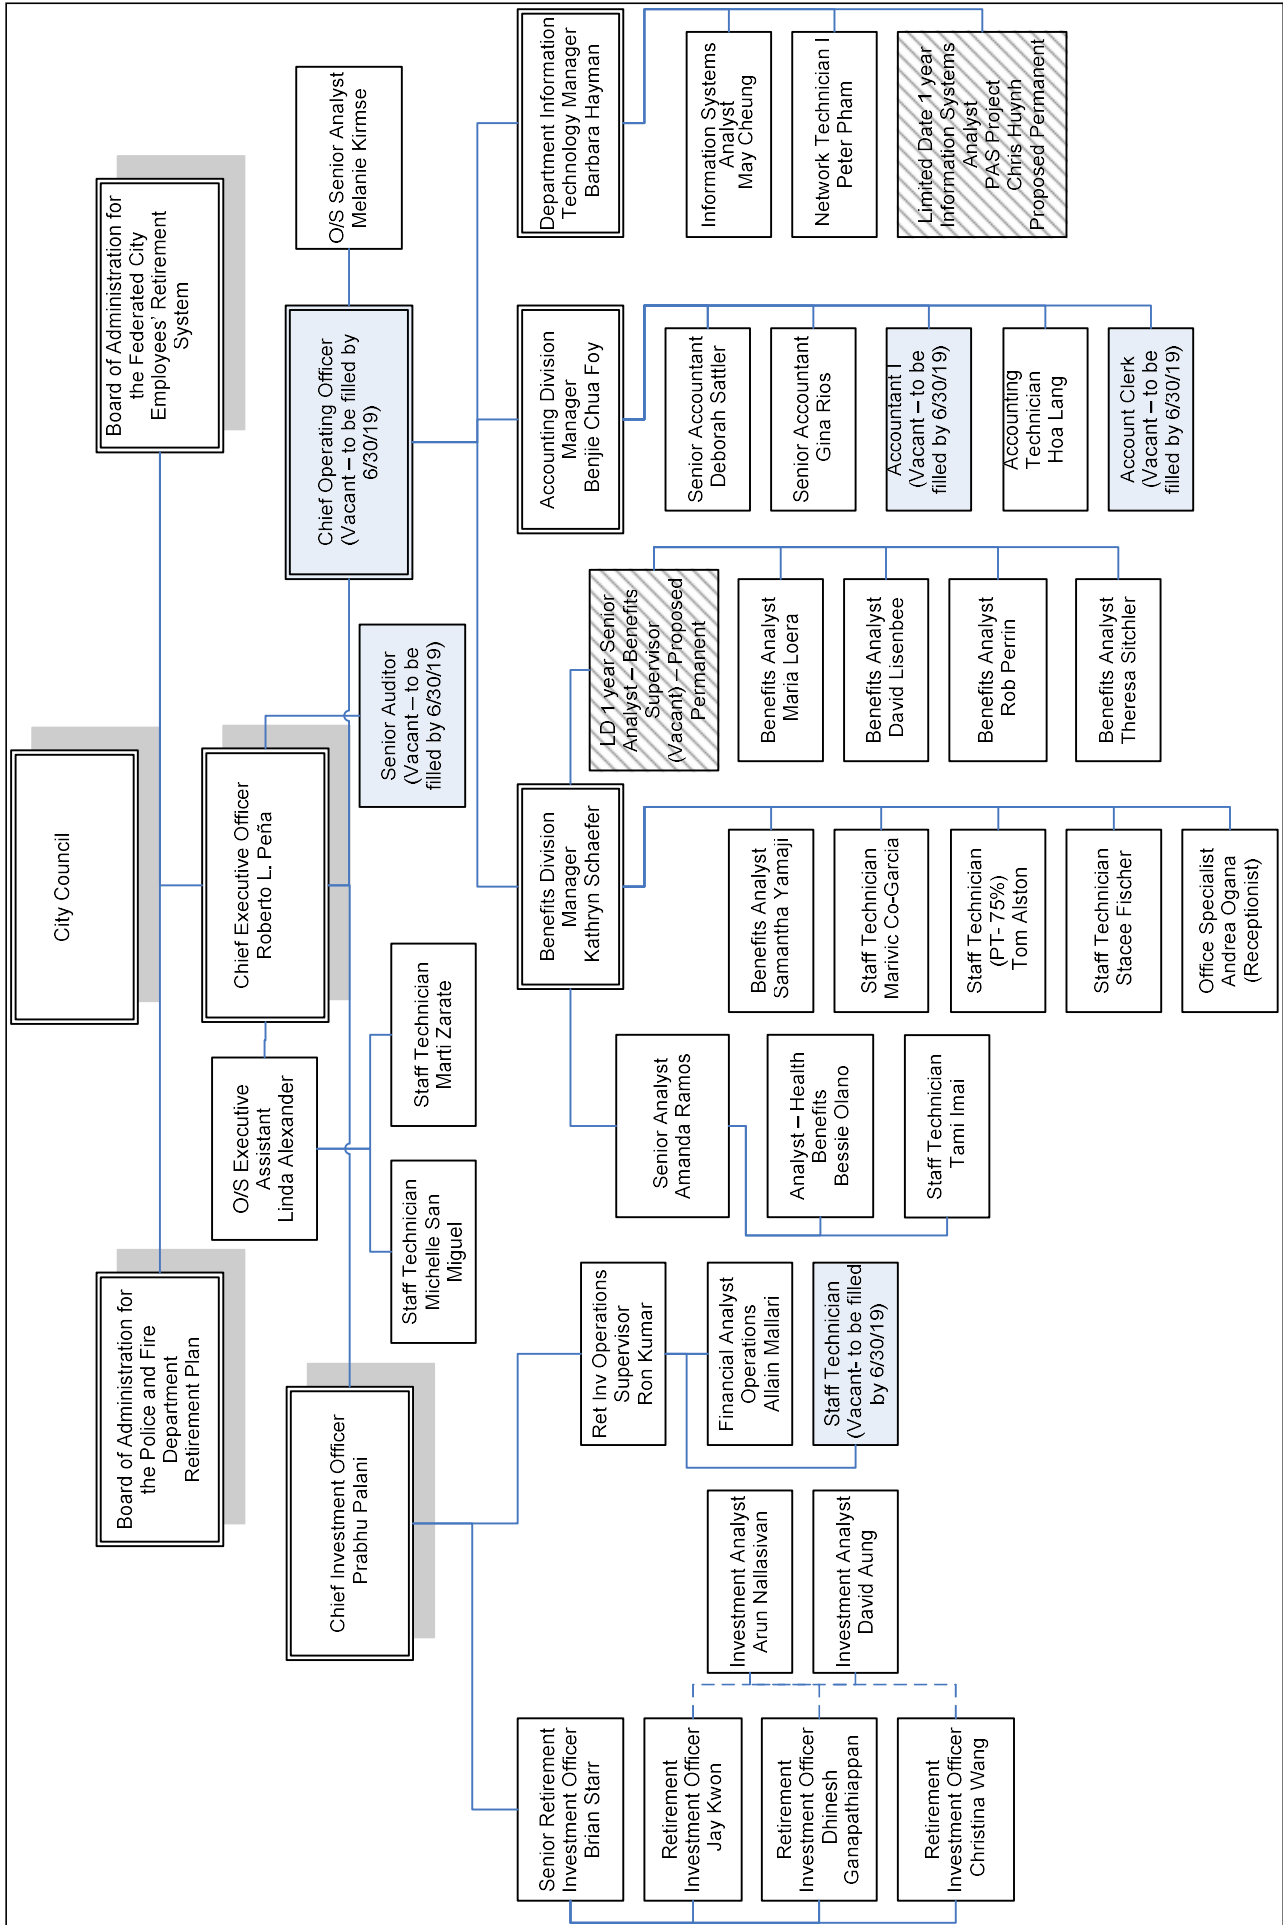 City Council
Board of Administration for
the Police and Fire
Department
Retirement Plan
Board of Administration for
the Federated City
Employees' Retirement
System
Chief Executive Officer
Roberto L. Peña
O/S Executive
Assistant
Linda Alexander
Senior Auditor
(Vacant – to be
filled by 6/30/19)
Staff Technician
Michelle San
Miguel
Staff Technician
Marti Zarate
Chief Investment Officer
Prabhu Palani
Chief Operating Officer
(Vacant – to be filled by
6/30/19)
O/S Senior Analyst
Melanie Kirmse
Senior Retirement
Investment Officer
Brian Starr
Retirement
Investment Officer
Jay Kwon
Retirement
Investment Officer
Dhinesh
Ganapathiappan
Retirement
Investment Officer
Christina Wang
Investment Analyst
Arun Nallasivan
Investment Analyst
David Aung
Ret Inv Operations
Supervisor
Ron Kumar
Financial Analyst
Operations
Allain Mallari
Staff Technician
(Vacant- to be filled
by 6/30/19)
Benefits Division
Manager
Kathryn Schaefer
Senior Analyst
Amanda Ramos
Analyst – Health
Benefits
Bessie Olano
Staff Technician
Tami Imai
Benefits Analyst
Samantha Yamaji
Staff Technician
Marivic Co-Garcia
Staff Technician
(PT- 75%)
Tom Alston
Staff Technician
Stacee Fischer
Office Specialist
Andrea Ogana
(Receptionist)
LD 1 year Senior
Analyst – Benefits
Supervisor
(Vacant) – Proposed
Permanent
Benefits Analyst
Maria Loera
Benefits Analyst
David Lisenbee
Benefits Analyst
Rob Perrin
Benefits Analyst
Theresa Sitchler
Accounting Division
Manager
Benjie Chua Foy
Senior Accountant
Deborah Sattler
Senior Accountant
Gina Rios
Accountant I
(Vacant – to be
filled by 6/30/19)
Accounting
Technician
Hoa Lang
Account Clerk
(Vacant – to be
filled by 6/30/19)
Department Information
Technology Manager
Barbara Hayman
Information Systems
Analyst
May Cheung
Network Technician I
Peter Pham
Limited Date 1 year
Information Systems
Analyst
PAS Project
Chris Huynh
Proposed Permanent